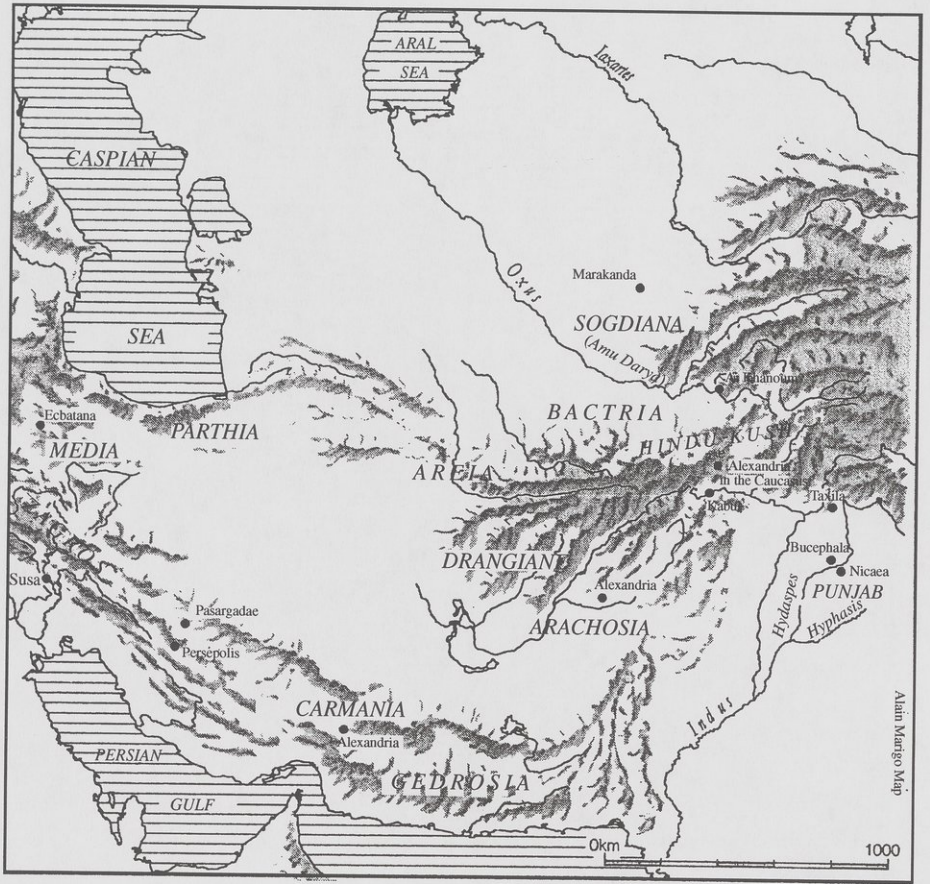 ARAL
SEA
Iaxartes
CASPIAN
SEA
Oxus
Marakanda
SOGDIANA
(Amu Darya)
Aï Khanoum
BACTRIA
HINDU-KUSH
Ecbatana
MEDIA
PARTHIA
AREIA
Alexandria
in the Caucasus
Kabul
Taxila
DRANGIANE
Bucephala
Nicaea
PUNJAB
Susa
Alexandria
ARACHOSIA
Hydaspes
Hyphasis
Pasargadae
Persepolis
CARMANIA
Alexandria
Indus
GEDROSIA
PERSIAN
GULF
0km
1000
Alain Marigo Map